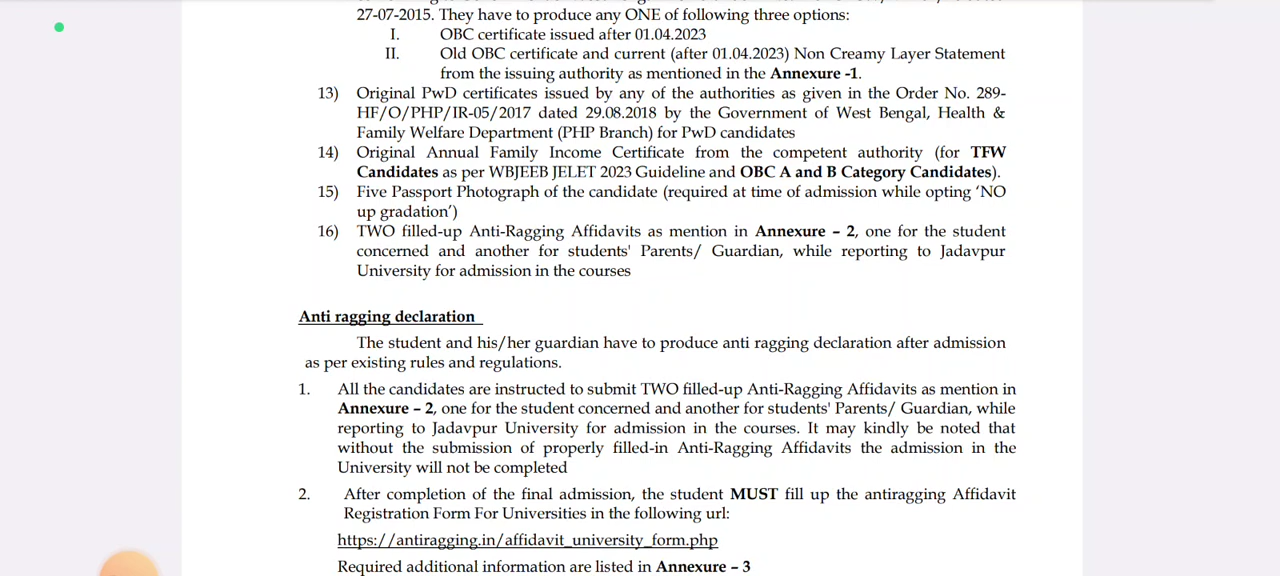 27-07-2015. They have to produce any ONE of following three options:
I. OBC certificate issued after 01.04.2023
II. Old OBC certificate and current (after 01.04.2023) Non Creamy Layer Statement
from the issuing authority as mentioned in the Annexure -1.
13) Original PwD certificates issued by any of the authorities as given in the Order No. 289-
HF/O/PHP/IR-05/2017 dated 29.08.2018 by the Government of West Bengal, Health &
Family Welfare Department (PHP Branch) for PwD candidates
14) Original Annual Family Income Certificate from the competent authority (for TFW
Candidates as per WBJEEB JELET 2023 Guideline and OBC A and B Category Candidates).
15) Five Passport Photograph of the candidate (required at time of admission while opting ‘NO
up gradation’)
16) TWO filled-up Anti-Ragging Affidavits as mention in Annexure – 2, one for the student
concerned and another for students' Parents/ Guardian, while reporting to Jadavpur
University for admission in the courses
Anti ragging declaration
The student and his/her guardian have to produce anti ragging declaration after admission
as per existing rules and regulations.
1. All the candidates are instructed to submit TWO filled-up Anti-Ragging Affidavits as mention in
Annexure – 2, one for the student concerned and another for students' Parents/ Guardian, while
reporting to Jadavpur University for admission in the courses. It may kindly be noted that
without the submission of properly filled-in Anti-Ragging Affidavits the admission in the
University will not be completed
2. After completion of the final admission, the student MUST fill up the antiragging Affidavit
Registration Form For Universities in the following url:
https://antiragging.in/affidavit_university_form.php
Required additional information are listed in Annexure – 3